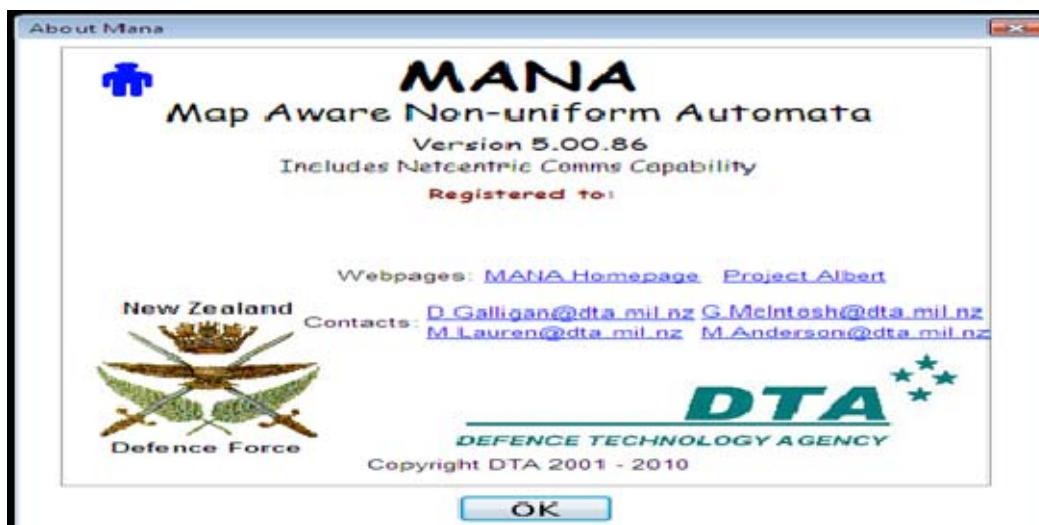 About Mana
MANA
Map Aware Non-uniform Automata
Version 5.00.86
Includes Netcentric Comms Capability
Registered to:
Webpages: MANA Homepage Project Albert
New Zealand
Contacts: D.Galligan@dta.mil.nz G.McIntosh@dta.mil.nz
M.Lauren@dta.mil.nz M.Anderson@dta.mil.nz
DTA
DEFENCE TECHNOLOGY AGENCY
Defence Force
Copyright DTA 2001 - 2010
OK